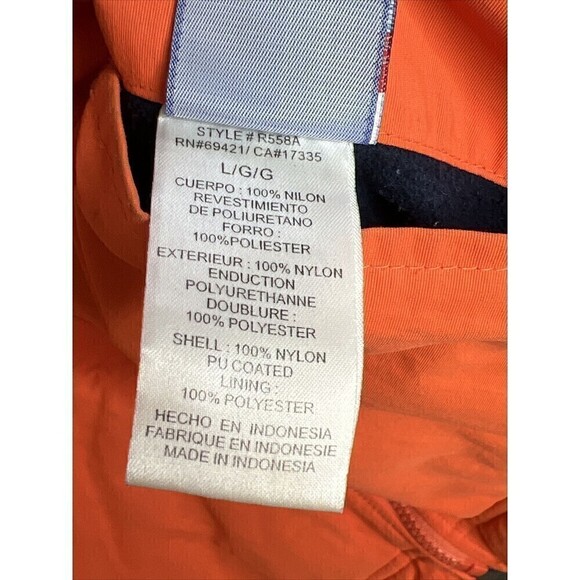 STYLE# R558A
RN#69421/ CA#17335
L/G/G
CUERPO : 100% NILON
REVESTIMIENTO
DE POLIURETANO
FORRO :
100%POLIESTER
EXTERIEUR : 100% NYLON
ENDUCTION
POLYURETHANNE
DOUBLURE :
100% POLYESTER
SHELL : 100% NYLON
PU COATED
LINING :
100% POLYESTER
HECHO EN INDONESIA
FABRIQUE EN INDONESIE
MADE IN INDONESIA